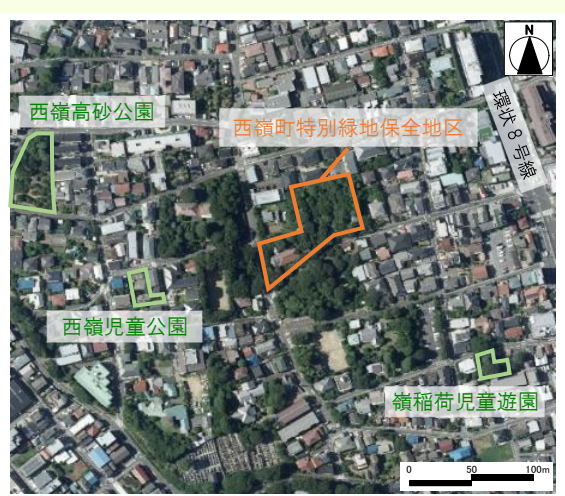 N
西嶺高砂公園
西嶺町特別緑地保全地区
環状8号線
西嶺児童公園
嶺稲荷児童遊園
0 50 100m